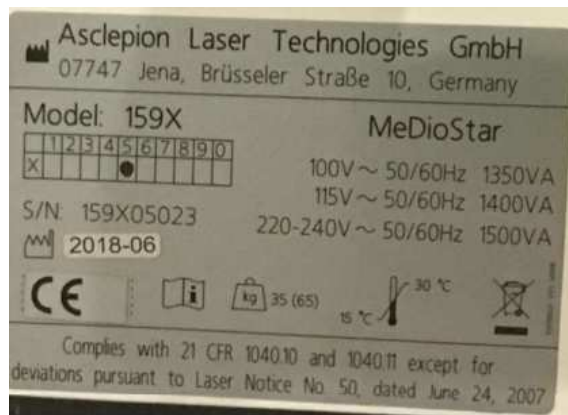 Asclepion Laser Technologies GmbH
07747 Jena, Brüsseler Straße 10, Germany
Model: 159X
MeDioStar
1 2 3 4 5 6 7 8 9 0
X
100V ~ 50/60Hz 1350VA
115V ~ 50/60Hz 1400VA
220-240V ~ 50/60Hz 1500VA
S/N: 159X05023
2018-06
CE
i
kg 35 (65)
15 °C 30 °C
Complies with 21 CFR 1040.10 and 1040.11 except for
deviations pursuant to Laser Notice No. 50, dated June 24, 2007